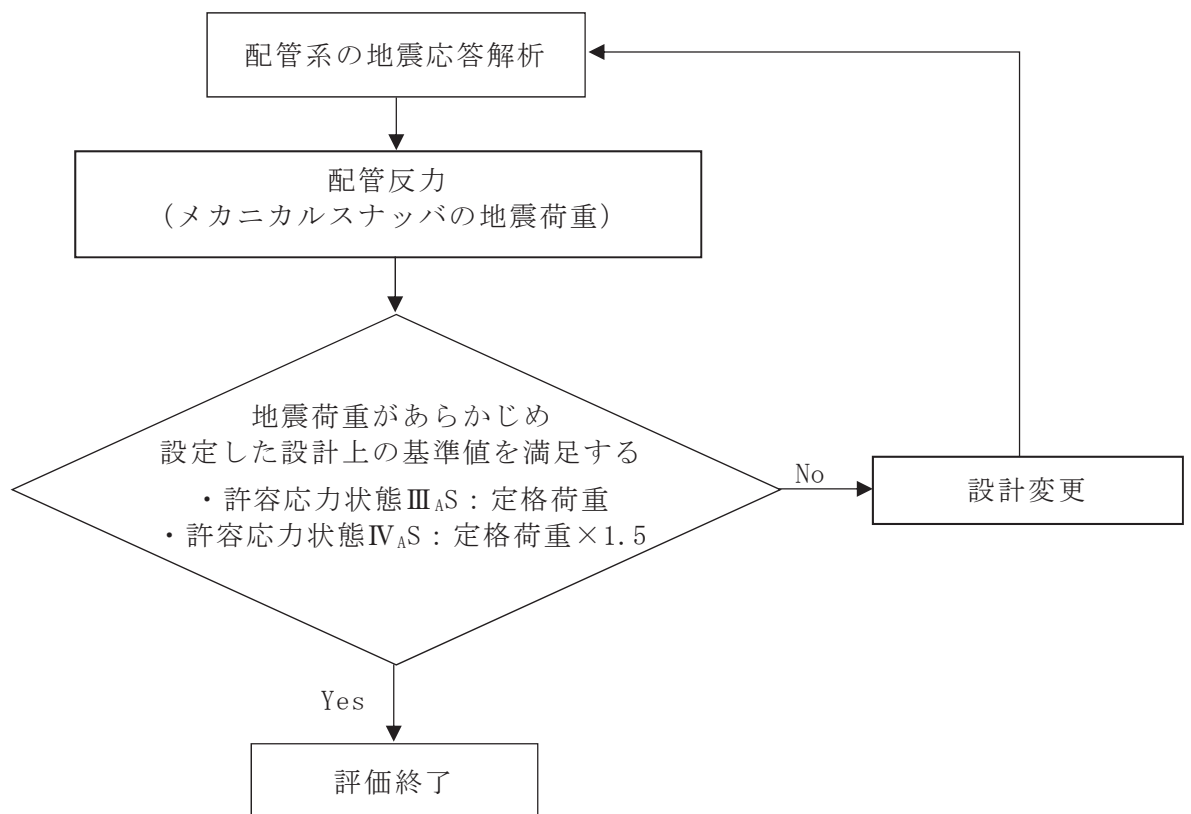 配管系の地震応答解析
配管反力
（メカニカルスナッバの地震荷重）
地震荷重があらかじめ
設定した設計上の基準値を満足する
・許容応力状態ⅢAS：定格荷重
・許容応力状態ⅣAS：定格荷重×1.5
No
設計変更
Yes
評価終了